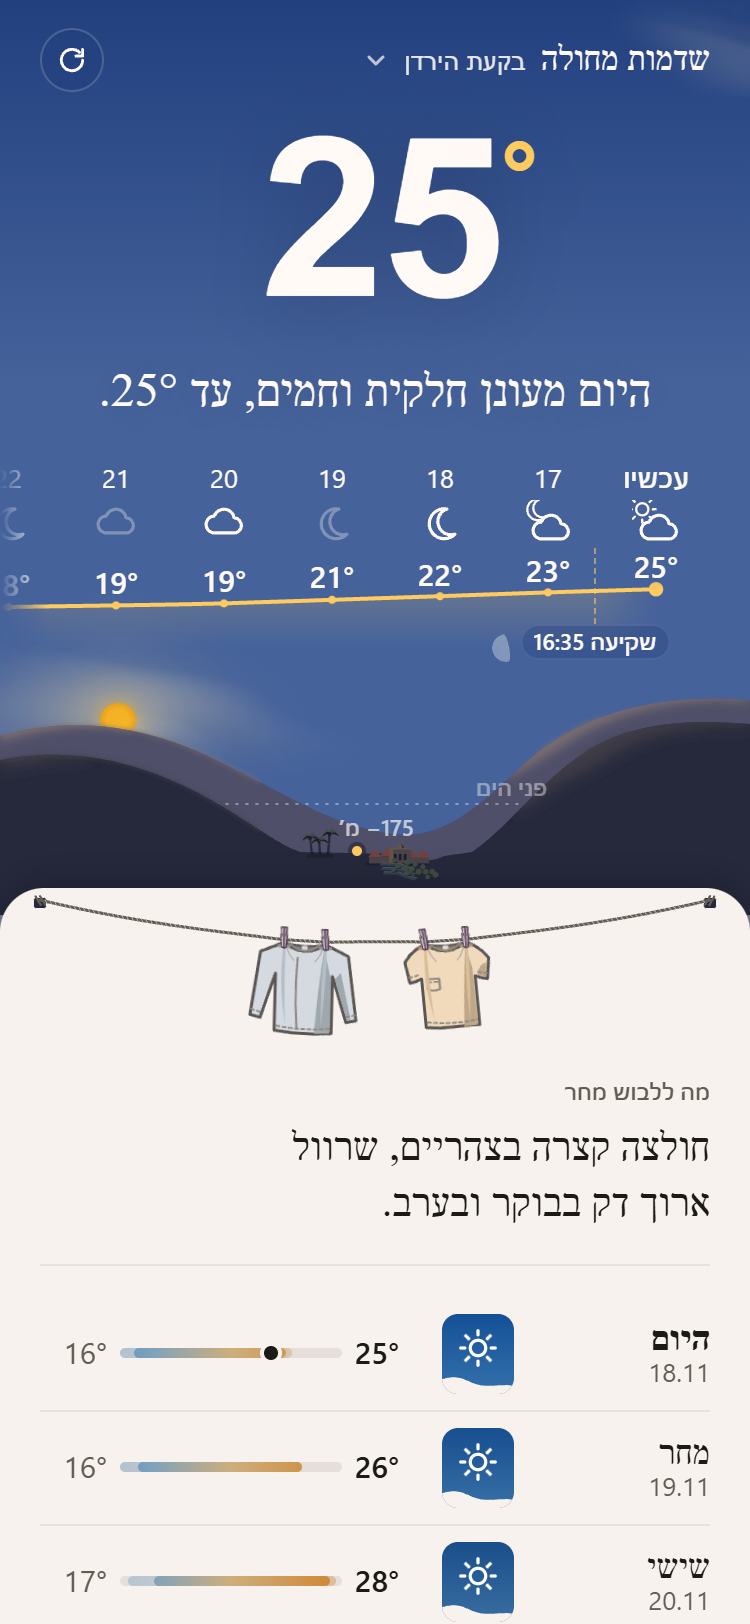 שדמות מחולה בקעת הירדן
25°
היום מעונן חלקית וחמים, עד 25°.
עכשיו 17 18 19 20 21 22
25° 23° 22° 21° 19° 19° 8°
שקיעה 16:35
פני הים
−175 מ׳
מה ללבוש מחר
חולצה קצרה בצהריים, שרוול
ארוך דק בבוקר ובערב.
היום 25° 16°
18.11
מחר 26° 16°
19.11
שישי 28° 17°
20.11